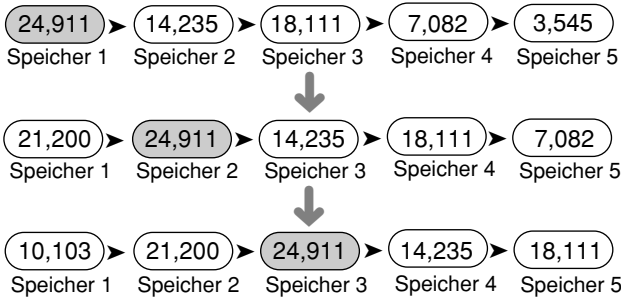 24,911 14,235 18,111 7,082 3,545
Speicher 1 Speicher 2 Speicher 3 Speicher 4 Speicher 5
21,200 24,911 14,235 18,111 7,082
Speicher 1 Speicher 2 Speicher 3 Speicher 4 Speicher 5
10,103 21,200 24,911 14,235 18,111
Speicher 1 Speicher 2 Speicher 3 Speicher 4 Speicher 5